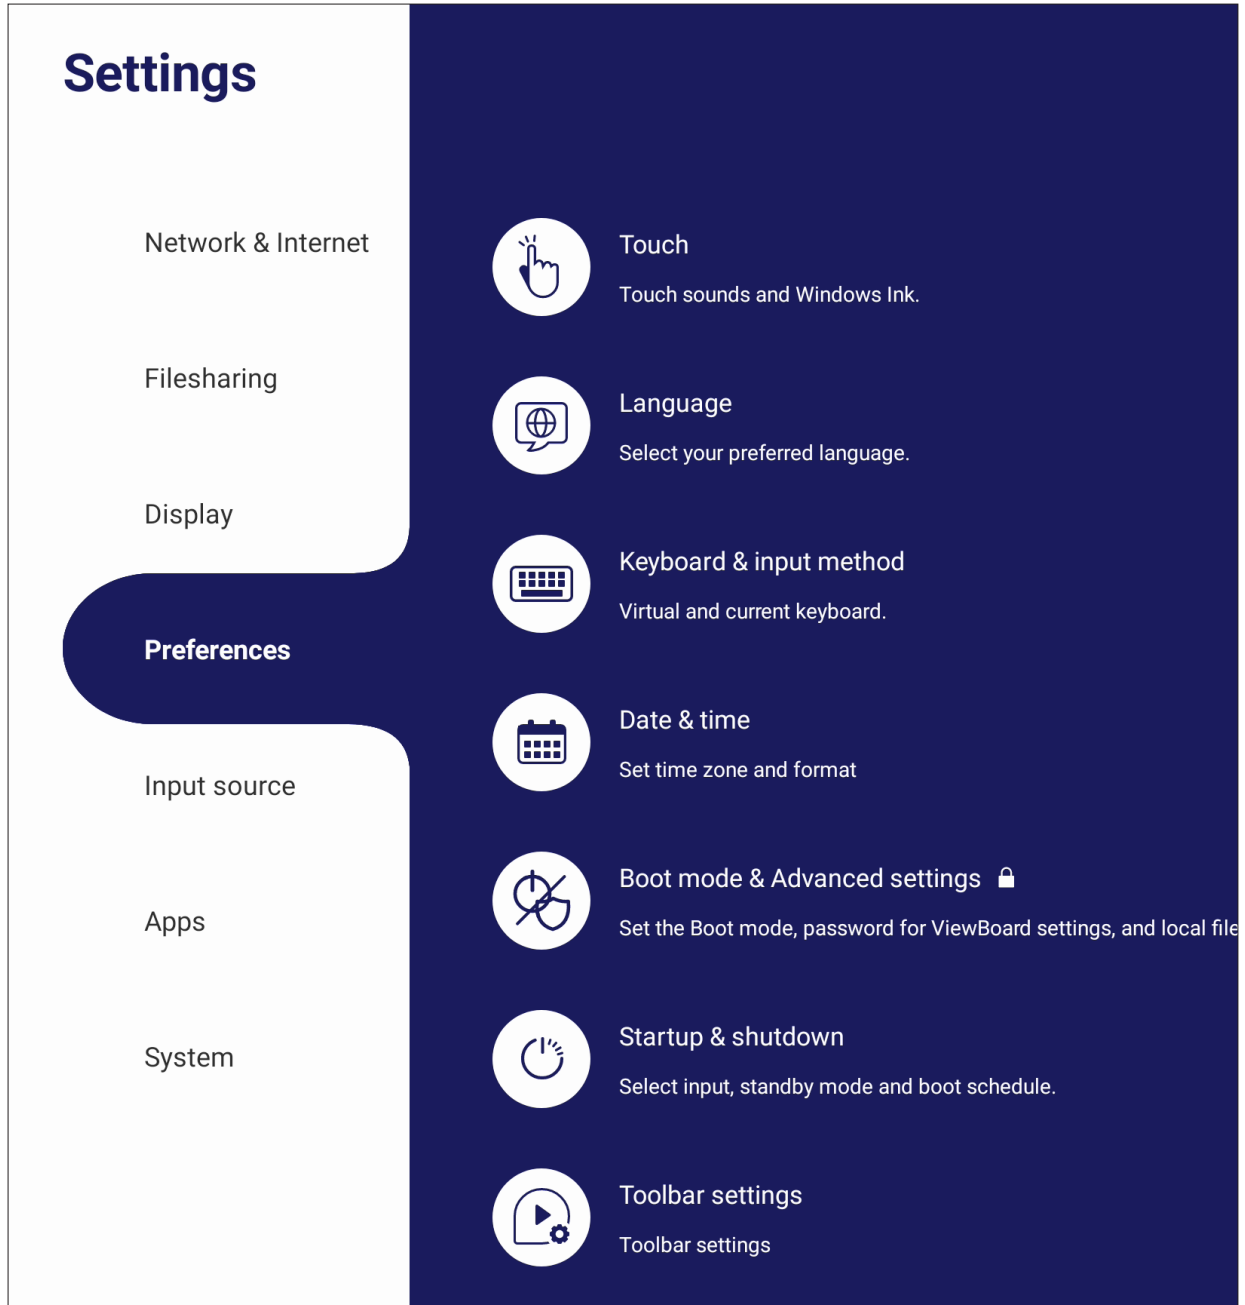 Settings
Network & Internet
Filesharing
Display
Preferences
Input source
Apps
System
Touch
Touch sounds and Windows Ink.
Language
Select your preferred language.
Keyboard & input method
Virtual and current keyboard.
Date & time
Set time zone and format
Boot mode & Advanced settings
Set the Boot mode, password for ViewBoard settings, and local file
Startup & shutdown
Select input, standby mode and boot schedule.
Toolbar settings
Toolbar settings